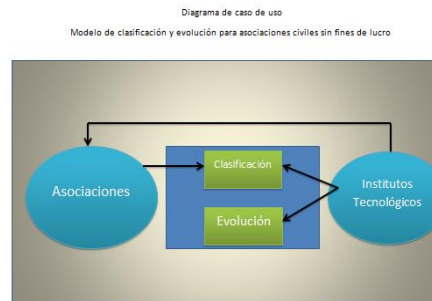 Diagrama de caso de uso
Modelo de clasificación y evolución para asociaciones civiles sin fines de lucro
Clasificación
Asociaciones
Institutos
Tecnológicos
Evolución